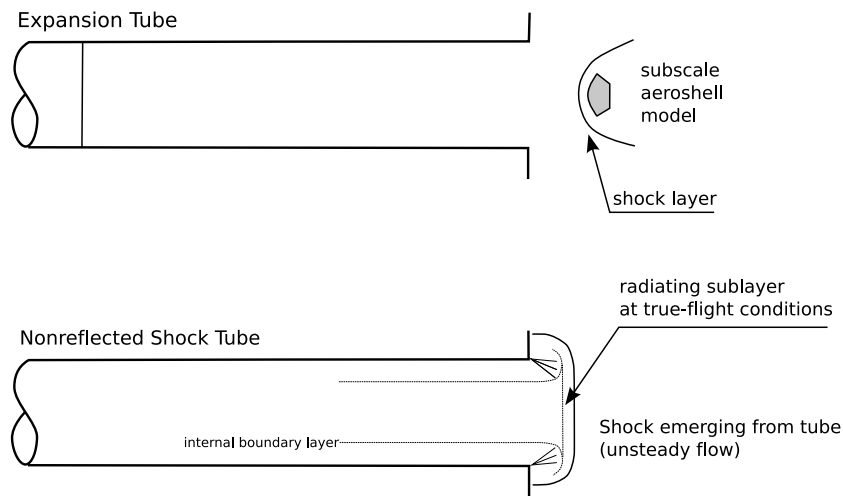 Expansion Tube
subscale
aeroshell
model
shock layer
radiating sublayer
at true-flight conditions
Nonreflected Shock Tube
internal boundary layer
Shock emerging from tube
(unsteady flow)